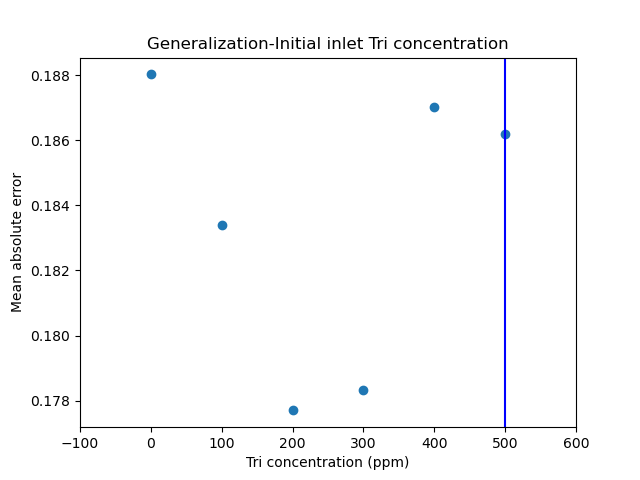 Generalization-Initial inlet Tri concentration
Mean absolute error
0.188
0.186
0.184
0.182
0.180
0.178
−100 0 100 200 300 400 500 600
Tri concentration (ppm)